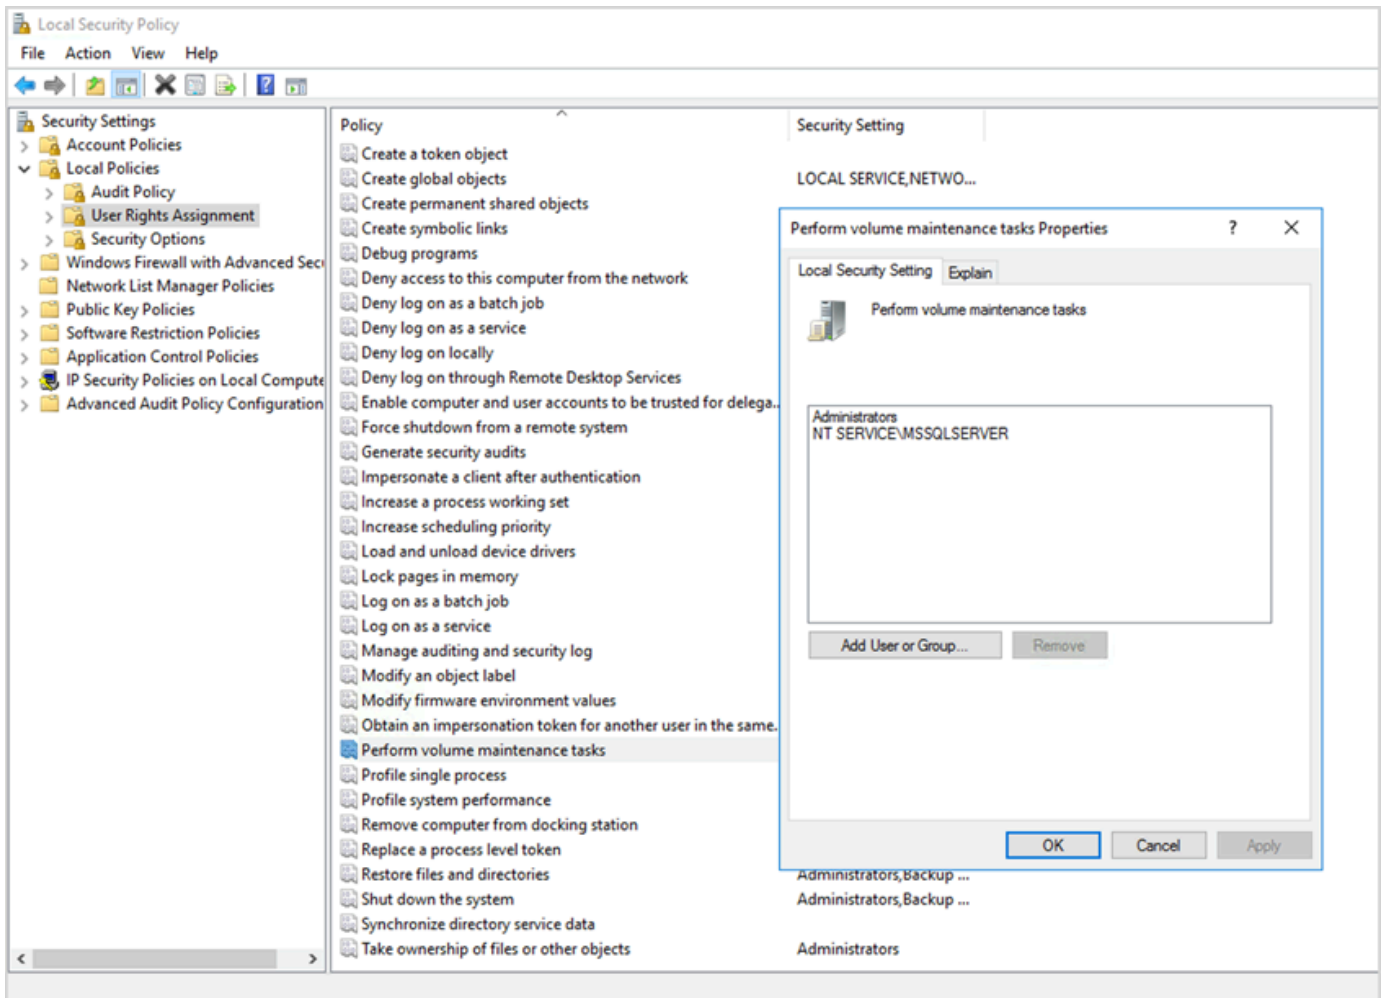 Local Security Policy
File Action View Help
Security Settings
Account Policies
Local Policies
Audit Policy
User Rights Assignment
Security Options
Windows Firewall with Advanced Sec
Network List Manager Policies
Public Key Policies
Software Restriction Policies
Application Control Policies
IP Security Policies on Local Compute
Advanced Audit Policy Configuration
Policy Security Setting
Create a token object
Create global objects LOCAL SERVICE,NETWO...
Create permanent shared objects
Create symbolic links
Debug programs
Deny access to this computer from the network
Deny log on as a batch job
Deny log on as a service
Deny log on locally
Deny log on through Remote Desktop Services
Enable computer and user accounts to be trusted for delega..
Force shutdown from a remote system
Generate security audits
Impersonate a client after authentication
Increase a process working set
Increase scheduling priority
Load and unload device drivers
Lock pages in memory
Log on as a batch job
Log on as a service
Manage auditing and security log
Modify an object label
Modify firmware environment values
Obtain an impersonation token for another user in the same.
Perform volume maintenance tasks
Profile single process
Profile system performance
Remove computer from docking station
Replace a process level token
Restore files and directories Administrators,Backup ...
Shut down the system Administrators,Backup ...
Synchronize directory service data
Take ownership of files or other objects Administrators
Perform volume maintenance tasks Properties ?
Local Security Setting Explain
Perform volume maintenance tasks
Administrators
NT SERVICE\MSSQLSERVER
Add User or Group... Remove
OK Cancel Apply